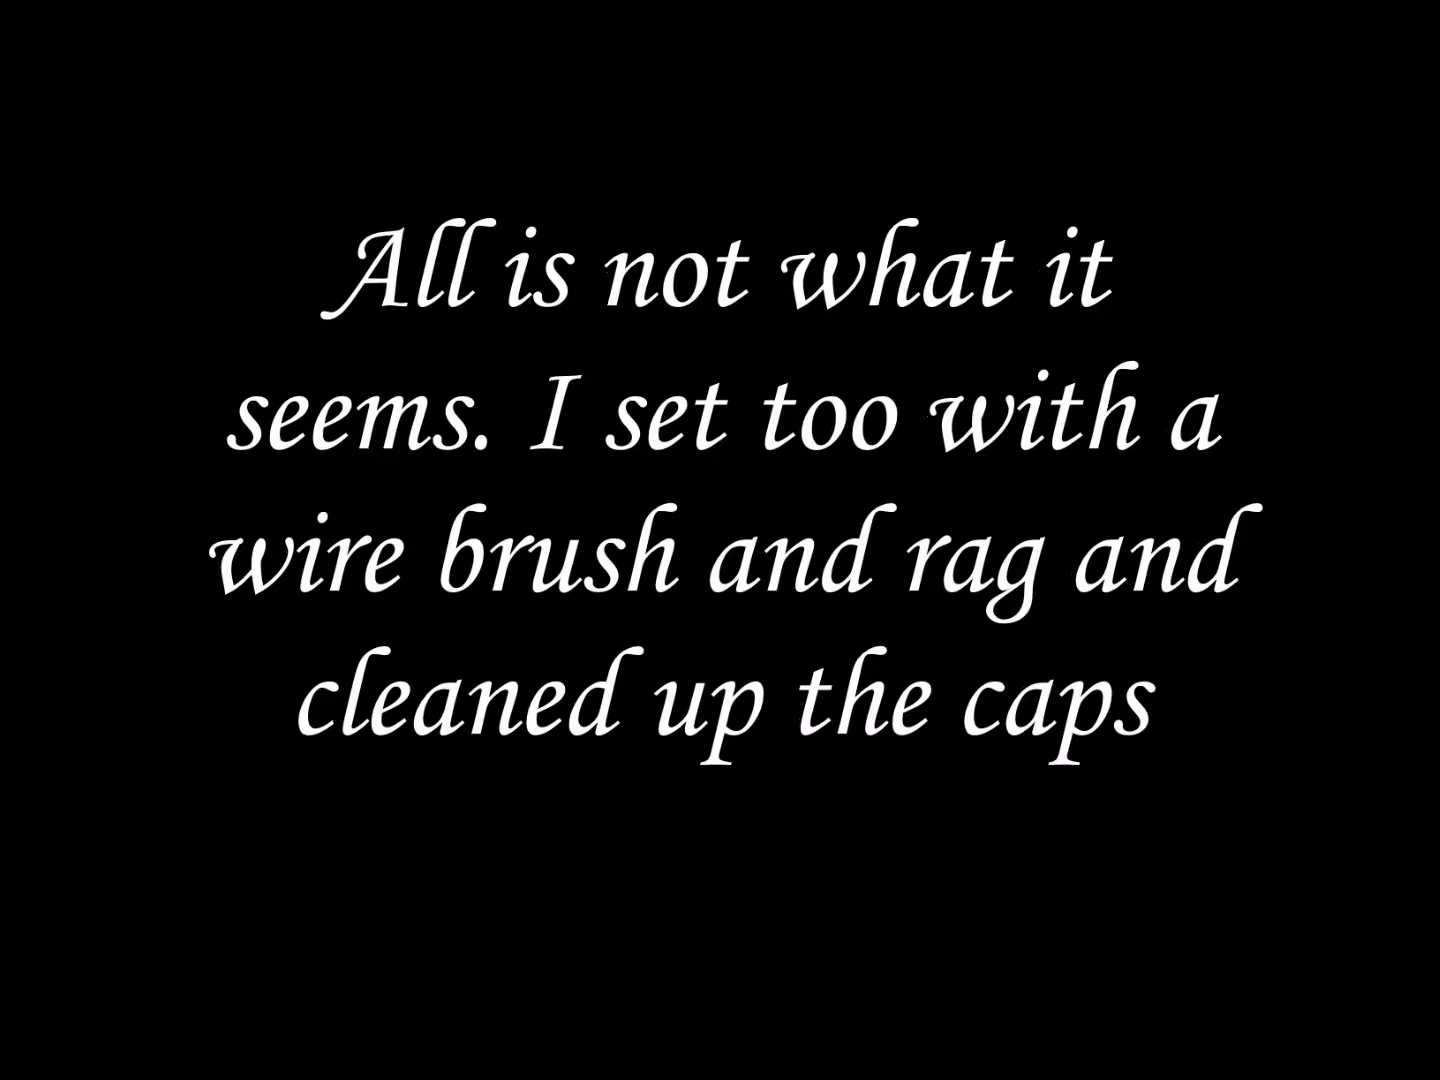 All is not what it
seems. I set too with a
wire brush and rag and
cleaned up the caps